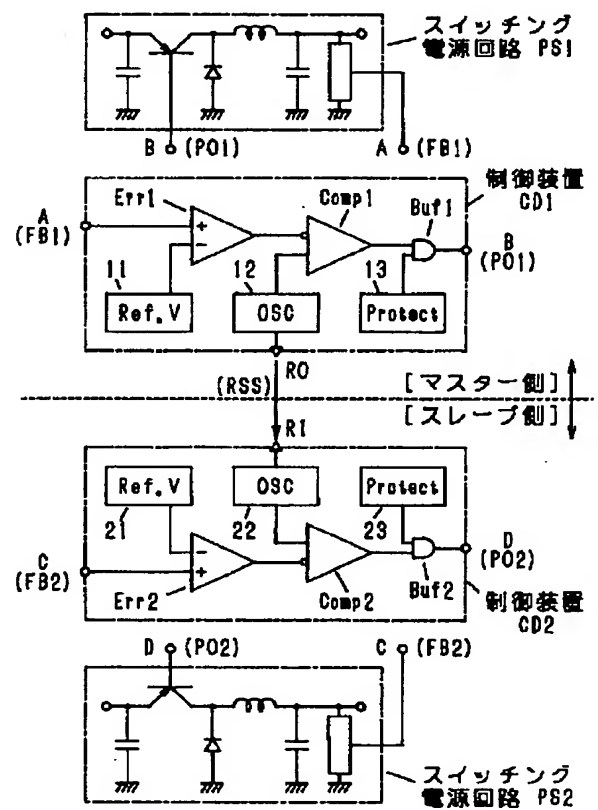 スイッチング
電源回路 PS1
B (PO1)
A (FB1)
制御装置
CD1
Err1
Comp1
Buf1
A
(FB1)
B
(PO1)
11
12
13
Ref.V
OSC
Protect
RO
(RSS)
[マスター側]
[スレーブ側]
RI
Ref.V
OSC
Protect
21
22
23
C
(FB2)
D
(PO2)
Err2
Comp2
Buf2
制御装置
CD2
D (PO2)
C (FB2)
スイッチング
電源回路 PS2